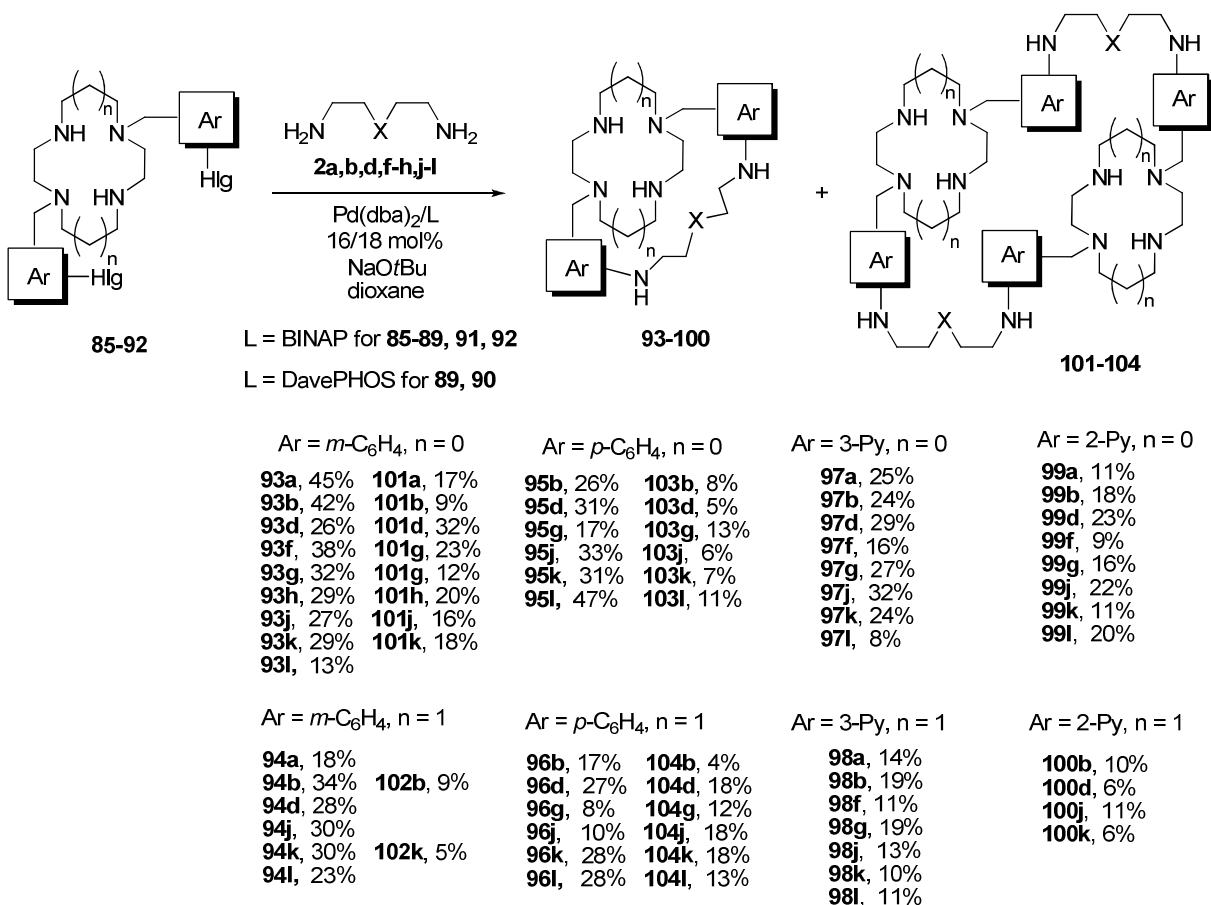 HN X NH
n
Ar
Ar
n
Ar
n
Ar
NH N
H2N X NH2
NH N
NH
NH N
n
Hlg
2a,b,d,f-h,j-l
+
HN N
N HN
N HN
N HN
X
N HN
Pd(dba)2/L
n
n
16/18 mol%
n
Ar
Ar
n
Ar Hlg
NaOtBu
Ar
N
H
dioxane
HN X NH
85-92
L = BINAP for 85-89, 91, 92
93-100
101-104
L = DavePHOS for 89, 90
Ar = m-C6H4, n = 0
93a, 45% 101a, 17%
93b, 42% 101b, 9%
93d, 26% 101d, 32%
93f, 38% 101g, 23%
93g, 32% 101g, 12%
93h, 29% 101h, 20%
93j, 27% 101j, 16%
93k, 29% 101k, 18%
93l, 13%
Ar = p-C6H4, n = 0
95b, 26% 103b, 8%
95d, 31% 103d, 5%
95g, 17% 103g, 13%
95j, 33% 103j, 6%
95k, 31% 103k, 7%
95l, 47% 103l, 11%
Ar = 3-Py, n = 0
97a, 25%
97b, 24%
97d, 29%
97f, 16%
97g, 27%
97j, 32%
97k, 24%
97l, 8%
Ar = 2-Py, n = 0
99a, 11%
99b, 18%
99d, 23%
99f, 9%
99g, 16%
99j, 22%
99k, 11%
99l, 20%
Ar = m-C6H4, n = 1
94a, 18%
94b, 34% 102b, 9%
94d, 28%
94j, 30%
94k, 30% 102k, 5%
94l, 23%
Ar = p-C6H4, n = 1
96b, 17% 104b, 4%
96d, 27% 104d, 18%
96g, 8% 104g, 12%
96j, 10% 104j, 18%
96k, 28% 104k, 18%
96l, 28% 104l, 13%
Ar = 3-Py, n = 1
98a, 14%
98b, 19%
98f, 11%
98g, 19%
98j, 13%
98k, 10%
98l, 11%
Ar = 2-Py, n = 1
100b, 10%
100d, 6%
100j, 11%
100k, 6%